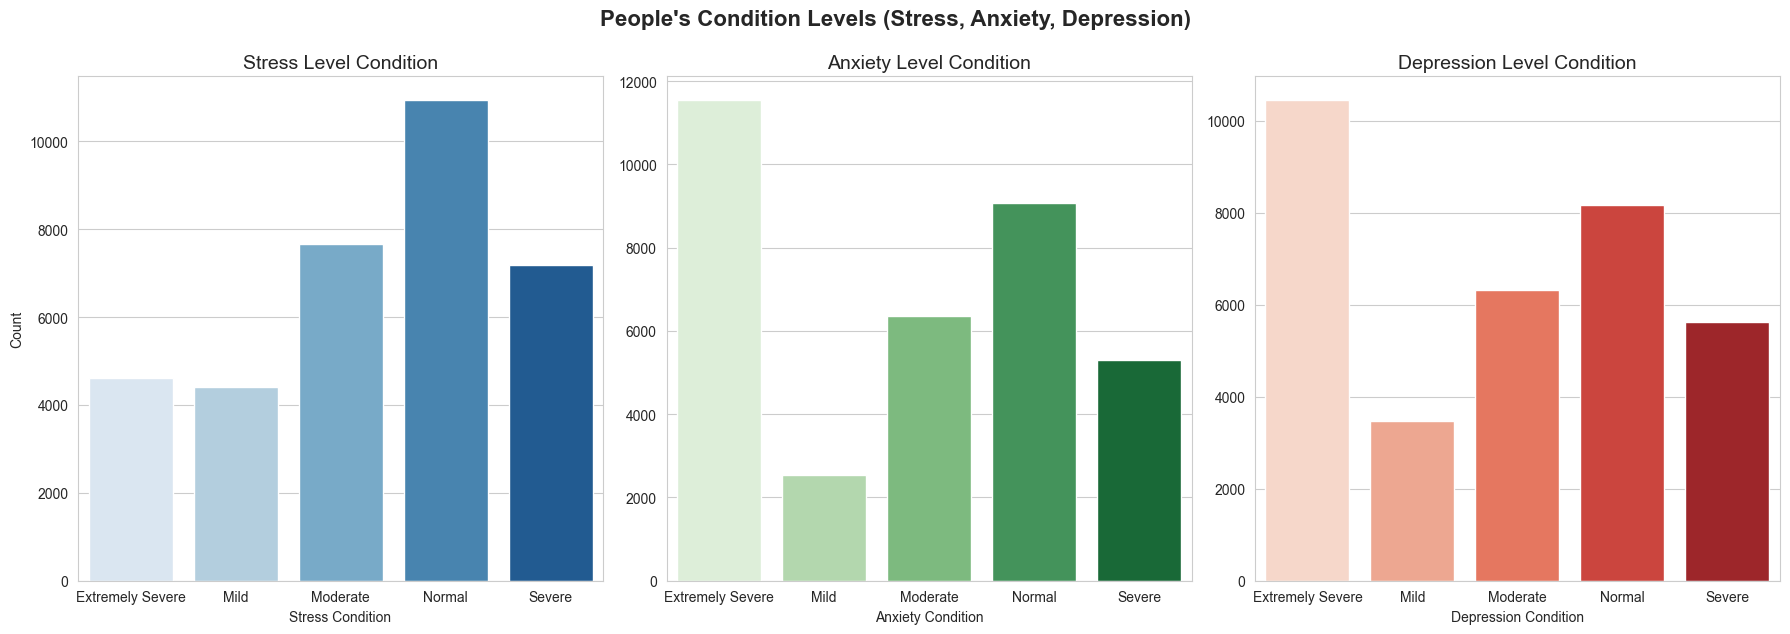 People's Condition Levels (Stress, Anxiety, Depression)
Stress Level Condition
Count
10000
8000
6000
4000
2000
0
Extremely Severe Mild Moderate Normal Severe
Stress Condition
Anxiety Level Condition
12000
10000
8000
6000
4000
2000
0
Extremely Severe Mild Moderate Normal Severe
Anxiety Condition
Depression Level Condition
10000
8000
6000
4000
2000
0
Extremely Severe Mild Moderate Normal Severe
Depression Condition